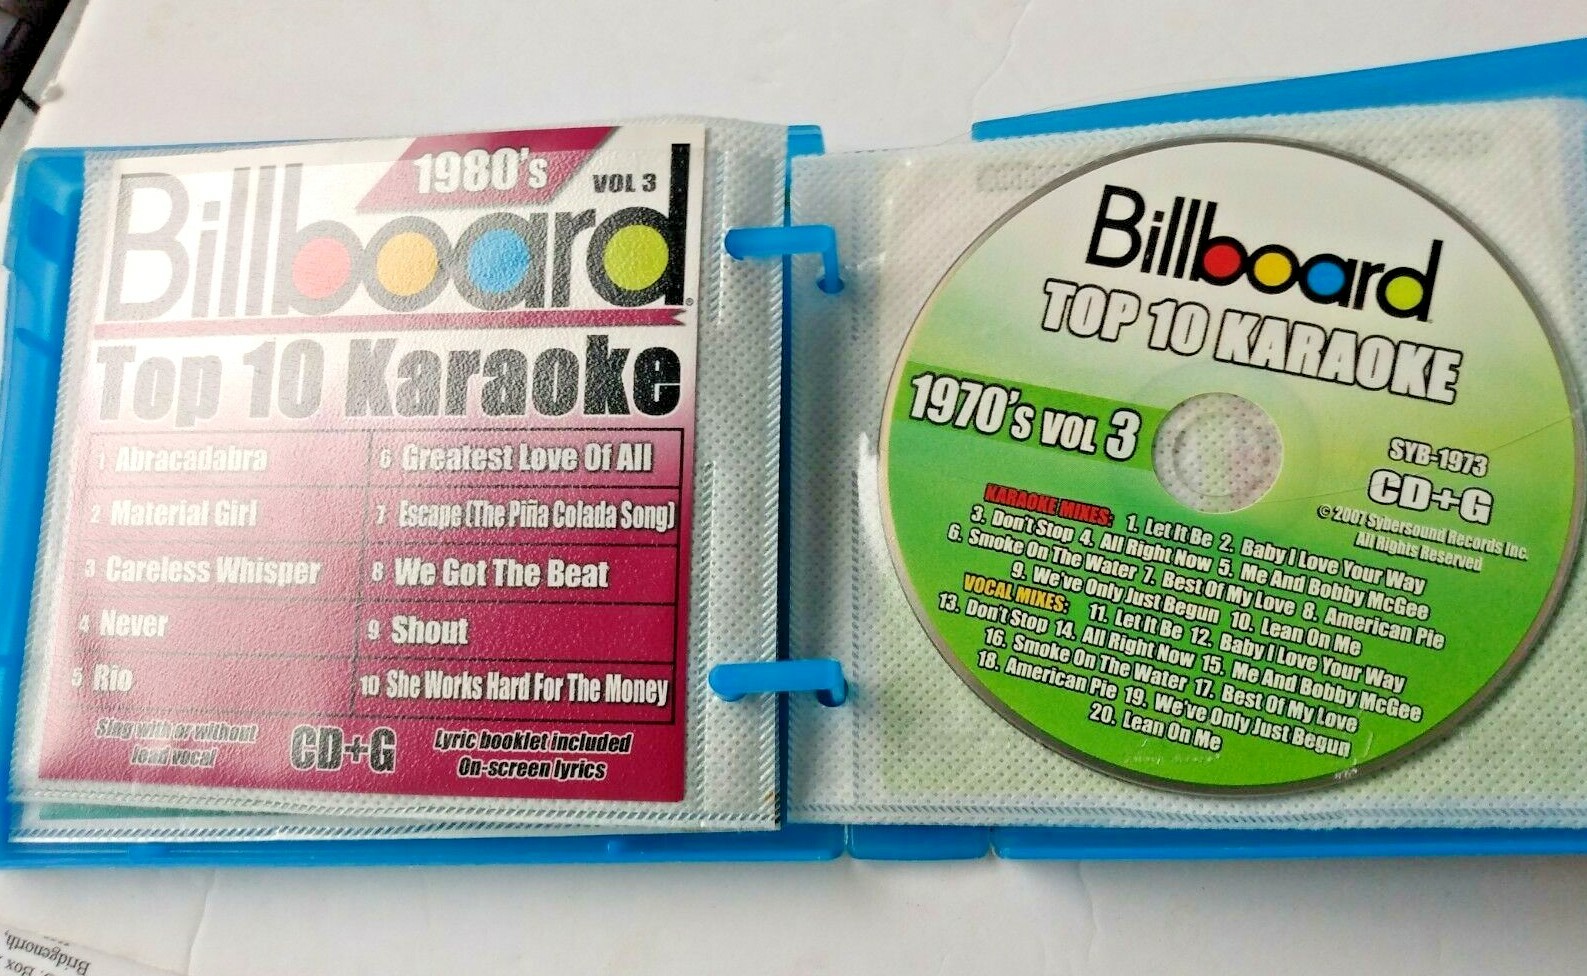 1980's
VOL 3
Billboard®
Top 10 Karaoke
1 Abracadabra
2 Material Girl
3 Careless Whisper
4 Never
5 Rio
6 Greatest Love Of All
7 Escape (The Piña Colada Song)
8 We Got The Beat
9 Shout
10 She Works Hard For The Money
Sing with or without
lead vocal
CD+G
Lyric booklet included
On-screen lyrics
Billboard
TOP 10 KARAOKE
1970's VOL 3
SYB-1973
CD+G
© 2007 Sybersound Records Inc.
All Rights Reserved
KARAOKE MIXES: 1. Let It Be 2. Baby I Love Your Way
3. Don't Stop 4. All Right Now 5. Me And Bobby McGee
6. Smoke On The Water 7. Best Of My Love 8. American Pie
9. We've Only Just Begun 10. Lean On Me
VOCAL MIXES: 11. Let It Be 12. Baby I Love Your Way
13. Don't Stop 14. All Right Now 15. Me And Bobby McGee
16. Smoke On The Water 17. Best Of My Love
18. American Pie 19. We've Only Just Begun
20. Lean On Me
Box
Bridgenorth,